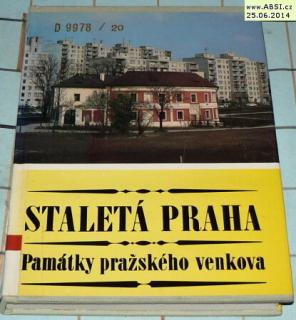 www.ABSI.cz
25.06.2014
D 9978 / 20
STALETÁ PRAHA
Památky pražského venkova